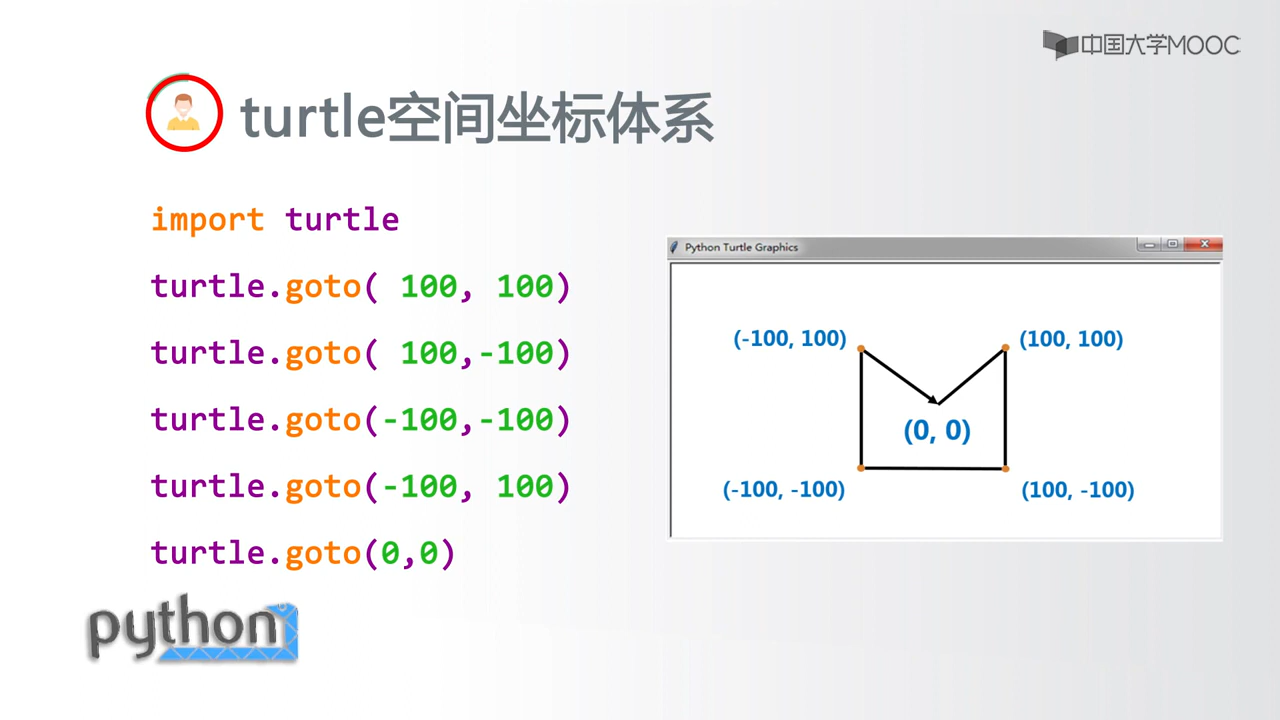 中国大学MOOC
turtle空间坐标体系
import turtle
turtle.goto( 100, 100)
turtle.goto( 100,-100)
turtle.goto(-100,-100)
turtle.goto(-100, 100)
turtle.goto(0,0)
Python Turtle Graphics
(-100, 100)
(100, 100)
(0, 0)
(-100, -100)
(100, -100)
python